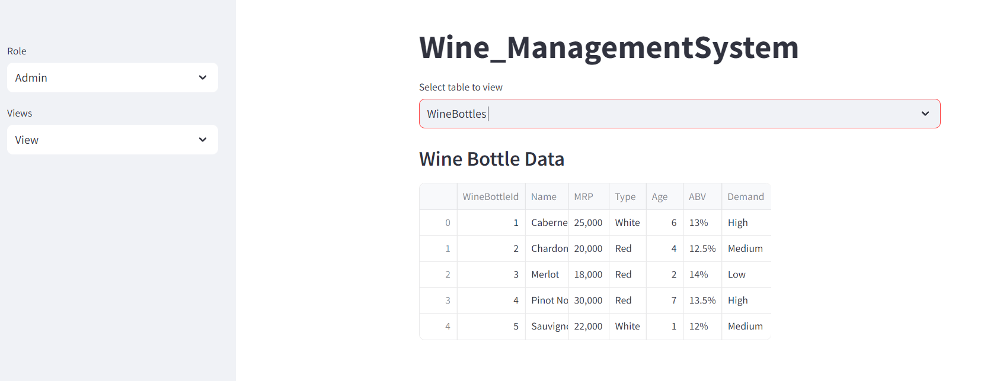 Role
Admin
Views
View
Wine_ManagementSystem
Select table to view
WineBottles
Wine Bottle Data
WineBottleId Name MRP Type Age ABV Demand
0 1 Caberne 25,000 White 6 13% High
1 2 Chardon 20,000 Red 4 12.5% Medium
2 3 Merlot 18,000 Red 2 14% Low
3 4 Pinot No 30,000 Red 7 13.5% High
4 5 Sauvign 22,000 White 1 12% Medium